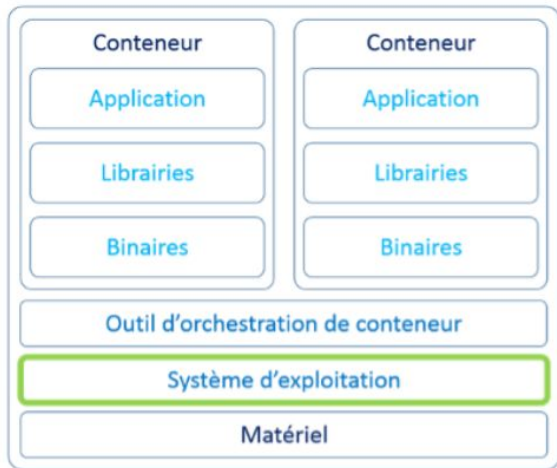 Conteneur
Application
Librairies
Binaires
Conteneur
Application
Librairies
Binaires
Outil d’orchestration de conteneur
Système d’exploitation
Matériel